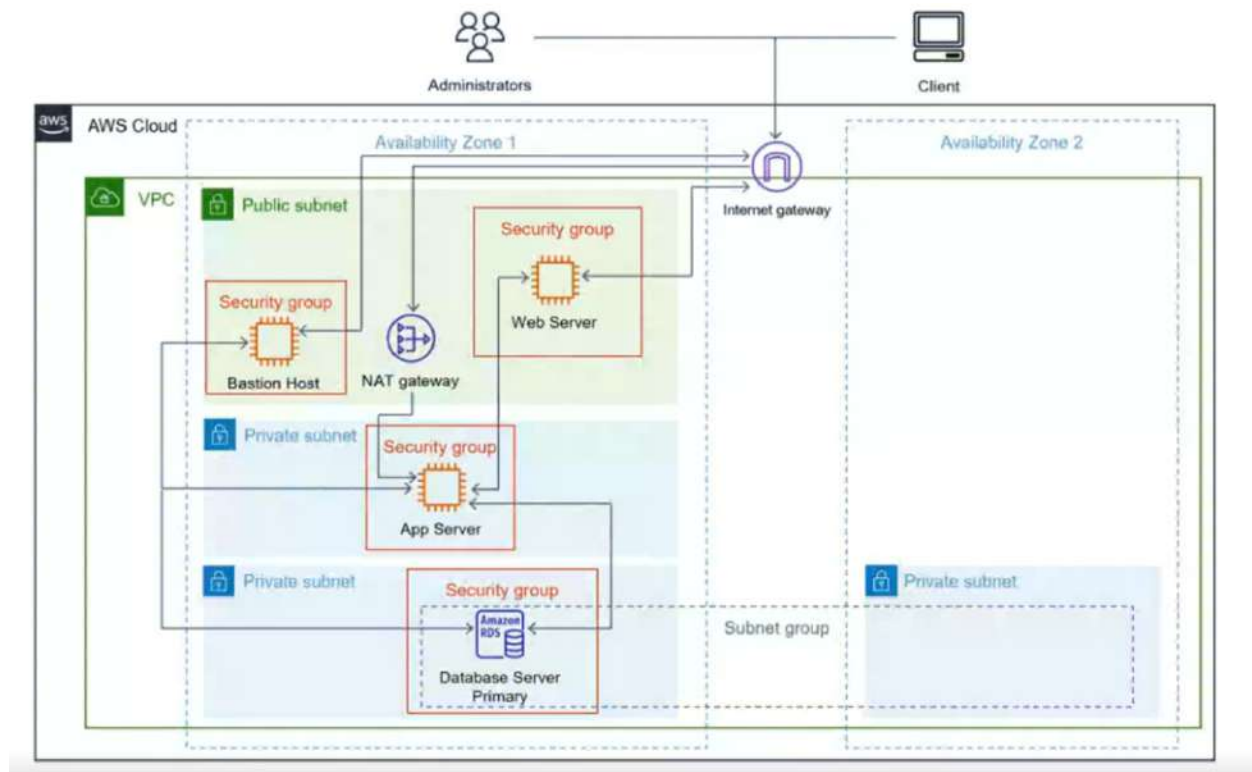 Administrators
Client
aws
AWS Cloud
Availability Zone 1
Availability Zone 2
VPC
Public subnet
Internet gateway
Security group
Web Server
Security group
Bastion Host
NAT gateway
Private subnet
Security group
App Server
Private subnet
Security group
Private subnet
Amazon
RDS
Subnet group
Database Server
Primary